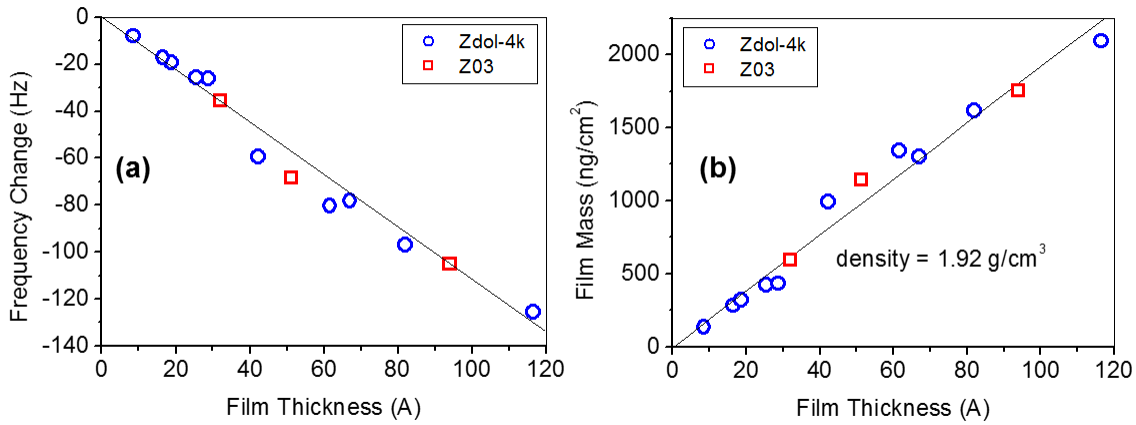 Zdol-4k
Z03
(a)
Frequency Change (Hz)
0
-20
-40
-60
-80
-100
-120
-140
0 20 40 60 80 100 120
Film Thickness (A)
Zdol-4k
Z03
(b)
density = 1.92 g/cm³
Film Mass (ng/cm²)
2000
1500
1000
500
0
0 20 40 60 80 100 120
Film Thickness (A)